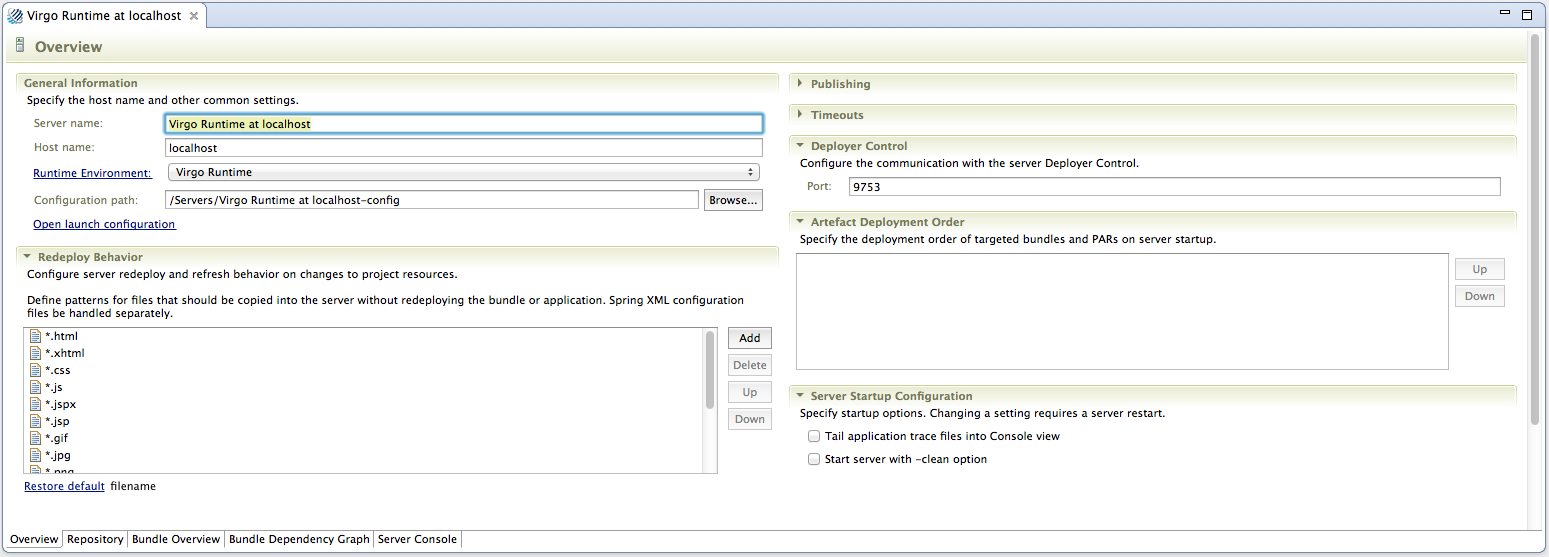 Virgo Runtime at localhost
Overview
General Information
Specify the host name and other common settings.
Server name: Virgo Runtime at localhost
Host name: localhost
Runtime Environment: Virgo Runtime
Configuration path: /Servers/Virgo Runtime at localhost-config Browse...
Open launch configuration
Redeploy Behavior
Configure server redeploy and refresh behavior on changes to project resources.
Define patterns for files that should be copied into the server without redeploying the bundle or application. Spring XML configuration
files be handled separately.
*.html
*.xhtml
*.css
*.js
*.jspx
*.jsp
*.gif
*.jpg
*.png
Add
Delete
Up
Down
Restore default filename
Publishing
Timeouts
Deployer Control
Configure the communication with the server Deployer Control.
Port: 9753
Artefact Deployment Order
Specify the deployment order of targeted bundles and PARs on server startup.
Up
Down
Server Startup Configuration
Specify startup options. Changing a setting requires a server restart.
Tail application trace files into Console view
Start server with -clean option
Overview Repository Bundle Overview Bundle Dependency Graph Server Console